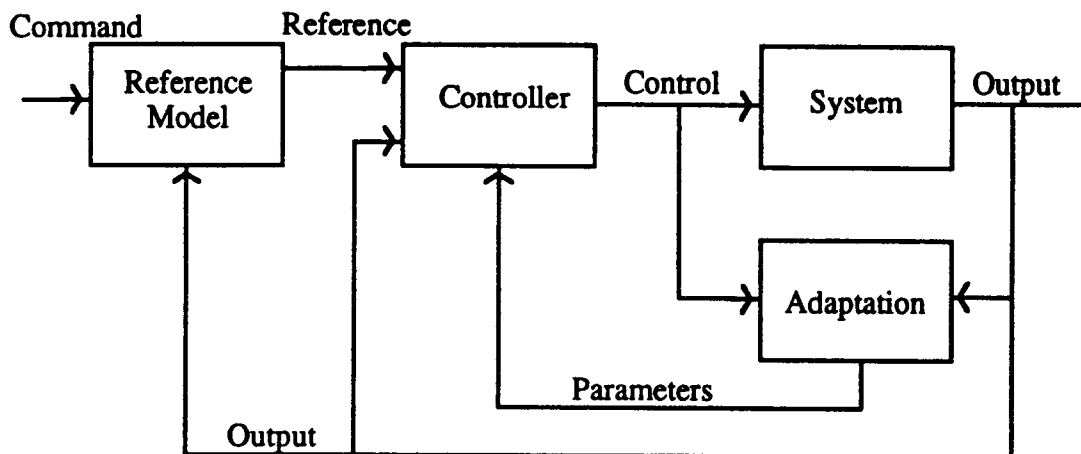 Command
Reference
Reference
Model
Controller
Control
System
Output
Adaptation
Parameters
Output